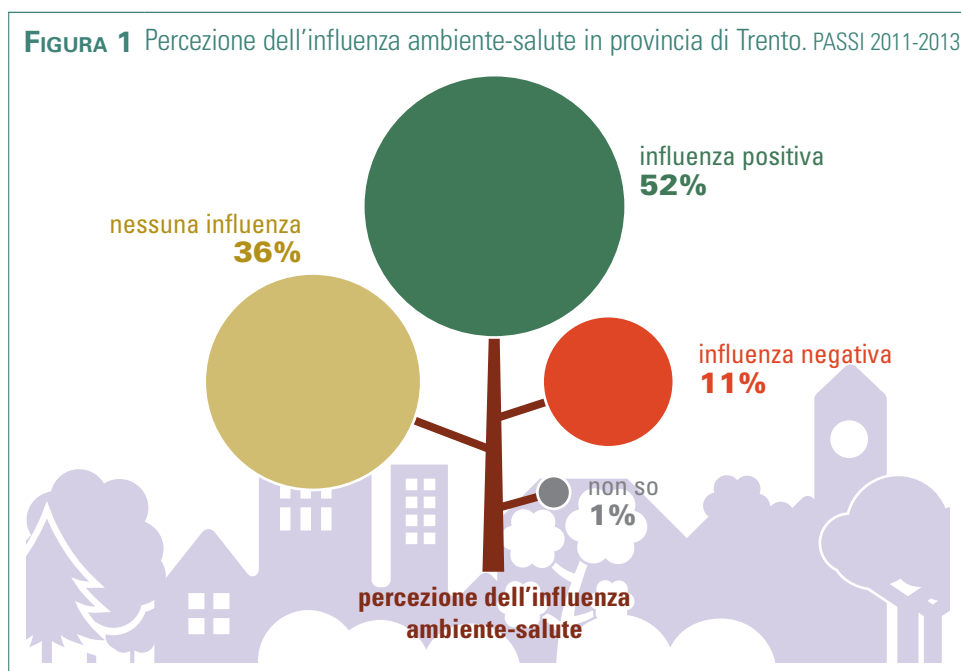 FIGURA 1 Percezione dell'influenza ambiente-salute in provincia di Trento. PASSI 2011-2013
influenza positiva
52%
nessuna influenza
36%
influenza negativa
11%
non so
1%
percezione dell'influenza
ambiente-salute